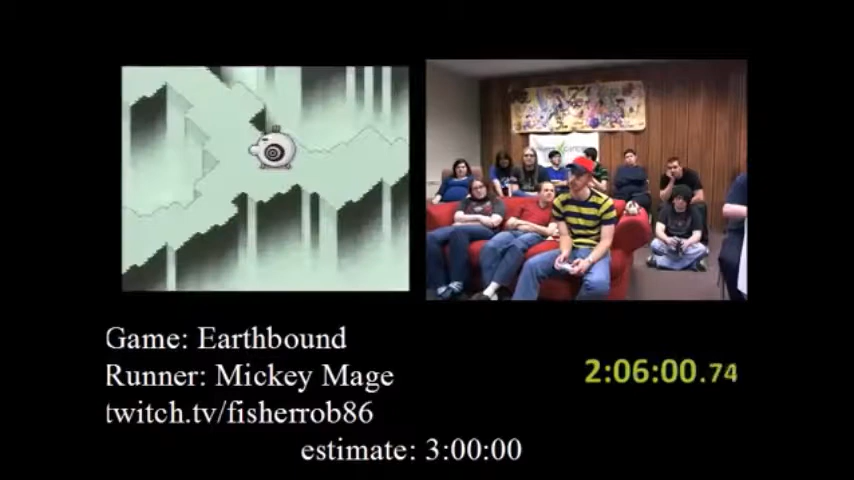 Game: Earthbound
Runner: Mickey Mage
twitch.tv/fisherrob86
2:06:00.74
estimate: 3:00:00